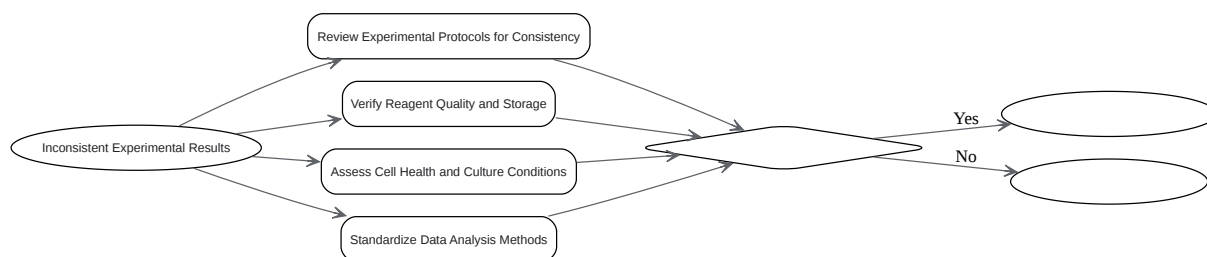 Review Experimental Protocols for Consistency
Verify Reagent Quality and Storage
Inconsistent Experimental Results
Assess Cell Health and Culture Conditions
Standardize Data Analysis Methods
Yes
No